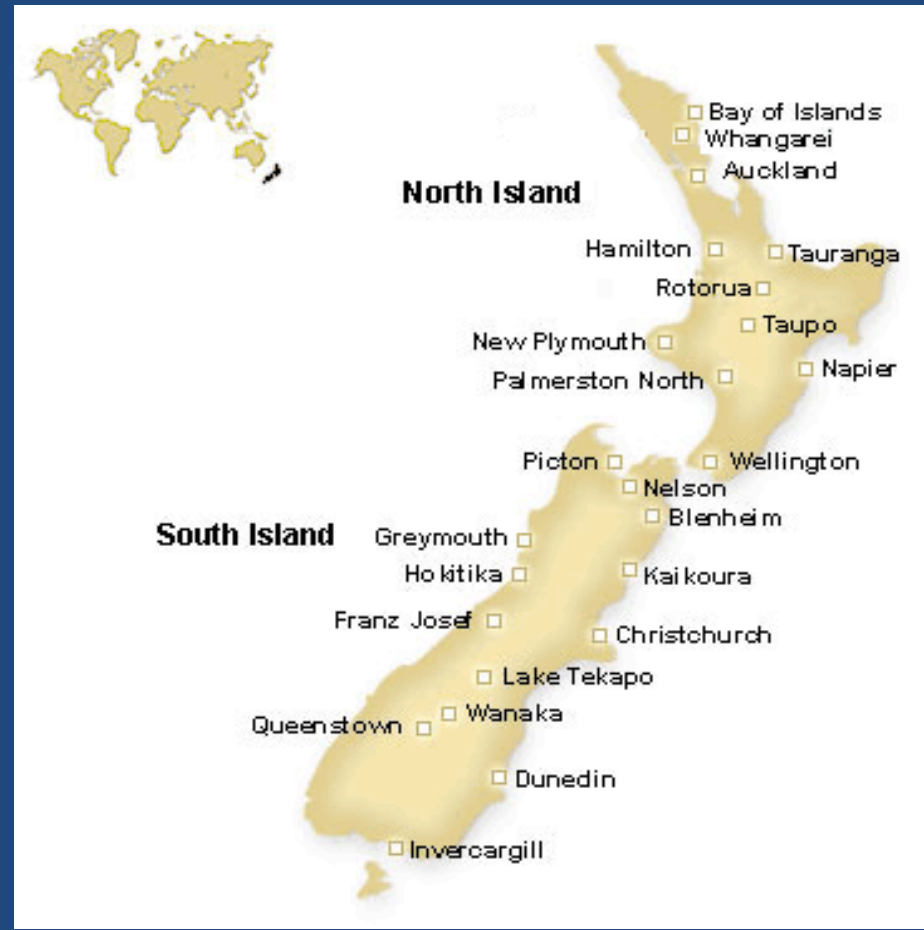 Bay of Islands
Whangarei
Auckland
North Island
Hamilton
Tauranga
Rotorua
Taupo
New Plymouth
Napier
Palmerston North
Picton
Wellington
Nelson
Blenheim
South Island
Greymouth
Hokitika
Kaikoura
Franz Josef
Christchurch
Lake Tekapo
Wanaka
Queenstown
Dunedin
Invercargill